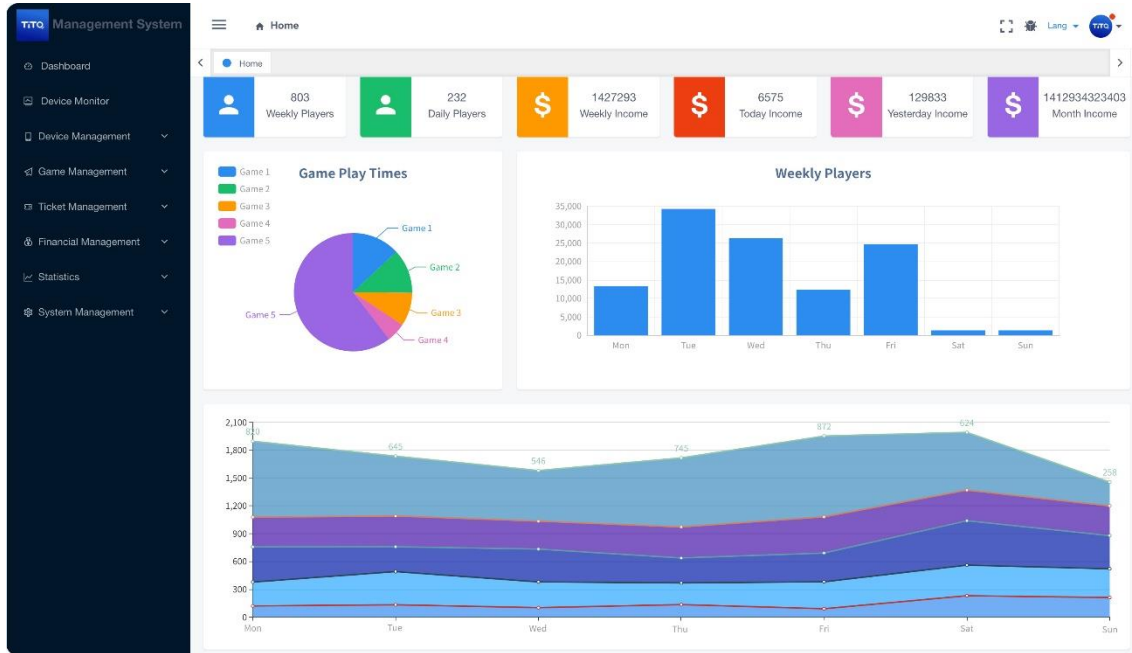 TITQ Management System
Home
Lang
TITQ
Dashboard
Device Monitor
Device Management
Game Management
Ticket Management
Financial Management
Statistics
System Management
Home
803
Weekly Players
232
Daily Players
1427293
Weekly Income
6575
Today Income
129833
Yesterday Income
1412934323403
Month Income
Game Play Times
Game 1
Game 2
Game 3
Game 4
Game 5
Game 1
Game 2
Game 3
Game 4
Game 5
Weekly Players
35,000
30,000
25,000
20,000
15,000
10,000
5,000
0
Mon Tue Wed Thu Fri Sat Sun
2,100
1,800
1,500
1,200
900
600
300
0
820 645 546 745 872 624 258
Mon Tue Wed Thu Fri Sat Sun